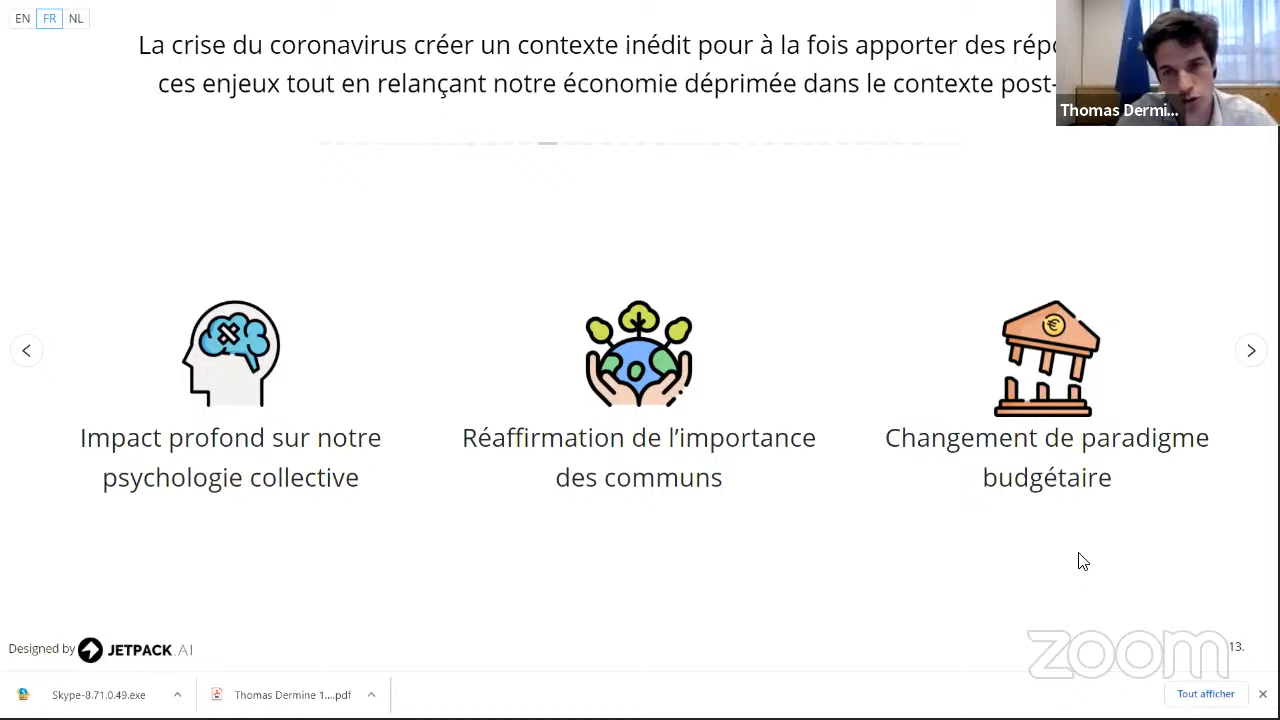 EN FR NL
La crise du coronavirus créer un contexte inédit pour à la fois apporter des
ces enjeux tout en relançant notre économie déprimée dans le contexte post-
Thomas Dermi...
Impact profond sur notre
psychologie collective
Réaffirmation de l’importance
des communs
Changement de paradigme
budgétaire
Designed by JETPACK.AI
zoom
13.
Skype-8.71.0.49.exe
Thomas Dermine 1....pdf
Tout afficher